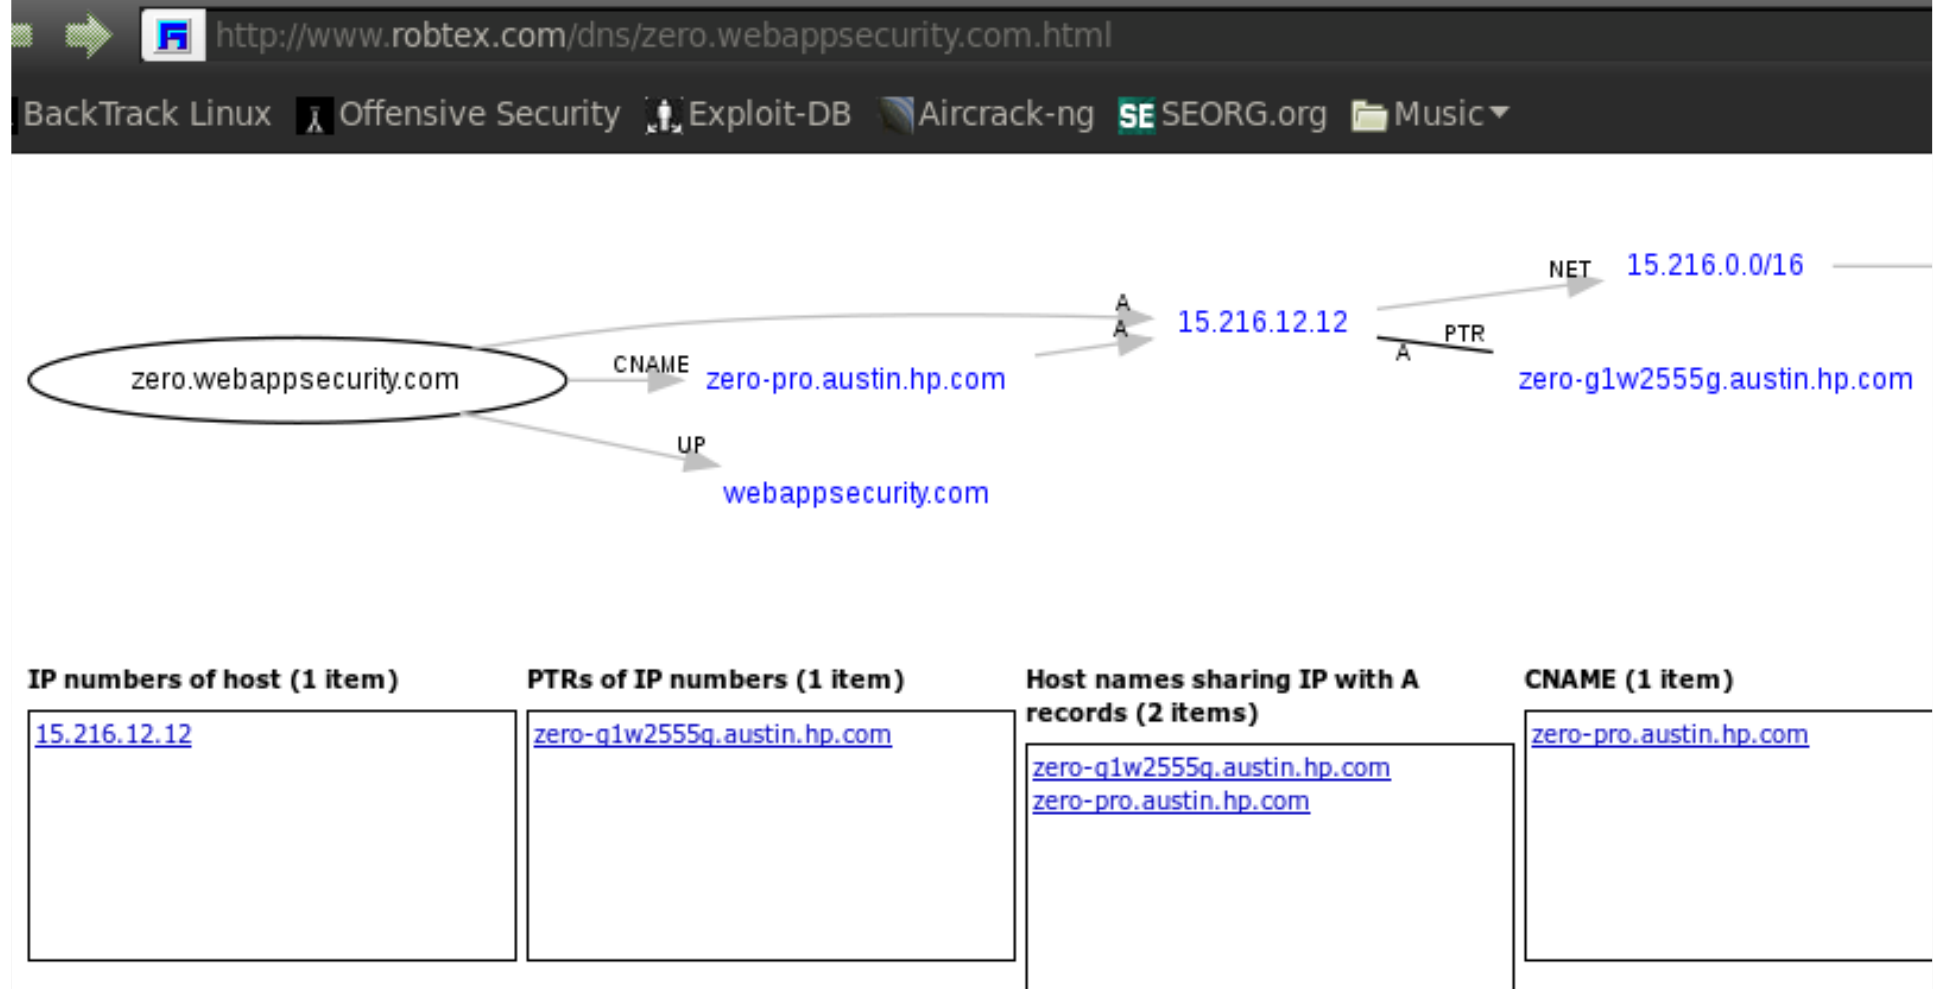 http://www.robtex.com/dns/zero.webappsecurity.com.html
BackTrack Linux Offensive Security Exploit-DB Aircrack-ng SE SEORG.org Music
NET 15.216.0.0/16
A
A 15.216.12.12
PTR
A
CNAME
zero.webappsecurity.com zero-pro.austin.hp.com zero-g1w2555g.austin.hp.com
UP
webappsecurity.com
IP numbers of host (1 item)
15.216.12.12
PTRs of IP numbers (1 item)
zero-g1w2555g.austin.hp.com
Host names sharing IP with A
records (2 items)
zero-g1w2555g.austin.hp.com
zero-pro.austin.hp.com
CNAME (1 item)
zero-pro.austin.hp.com